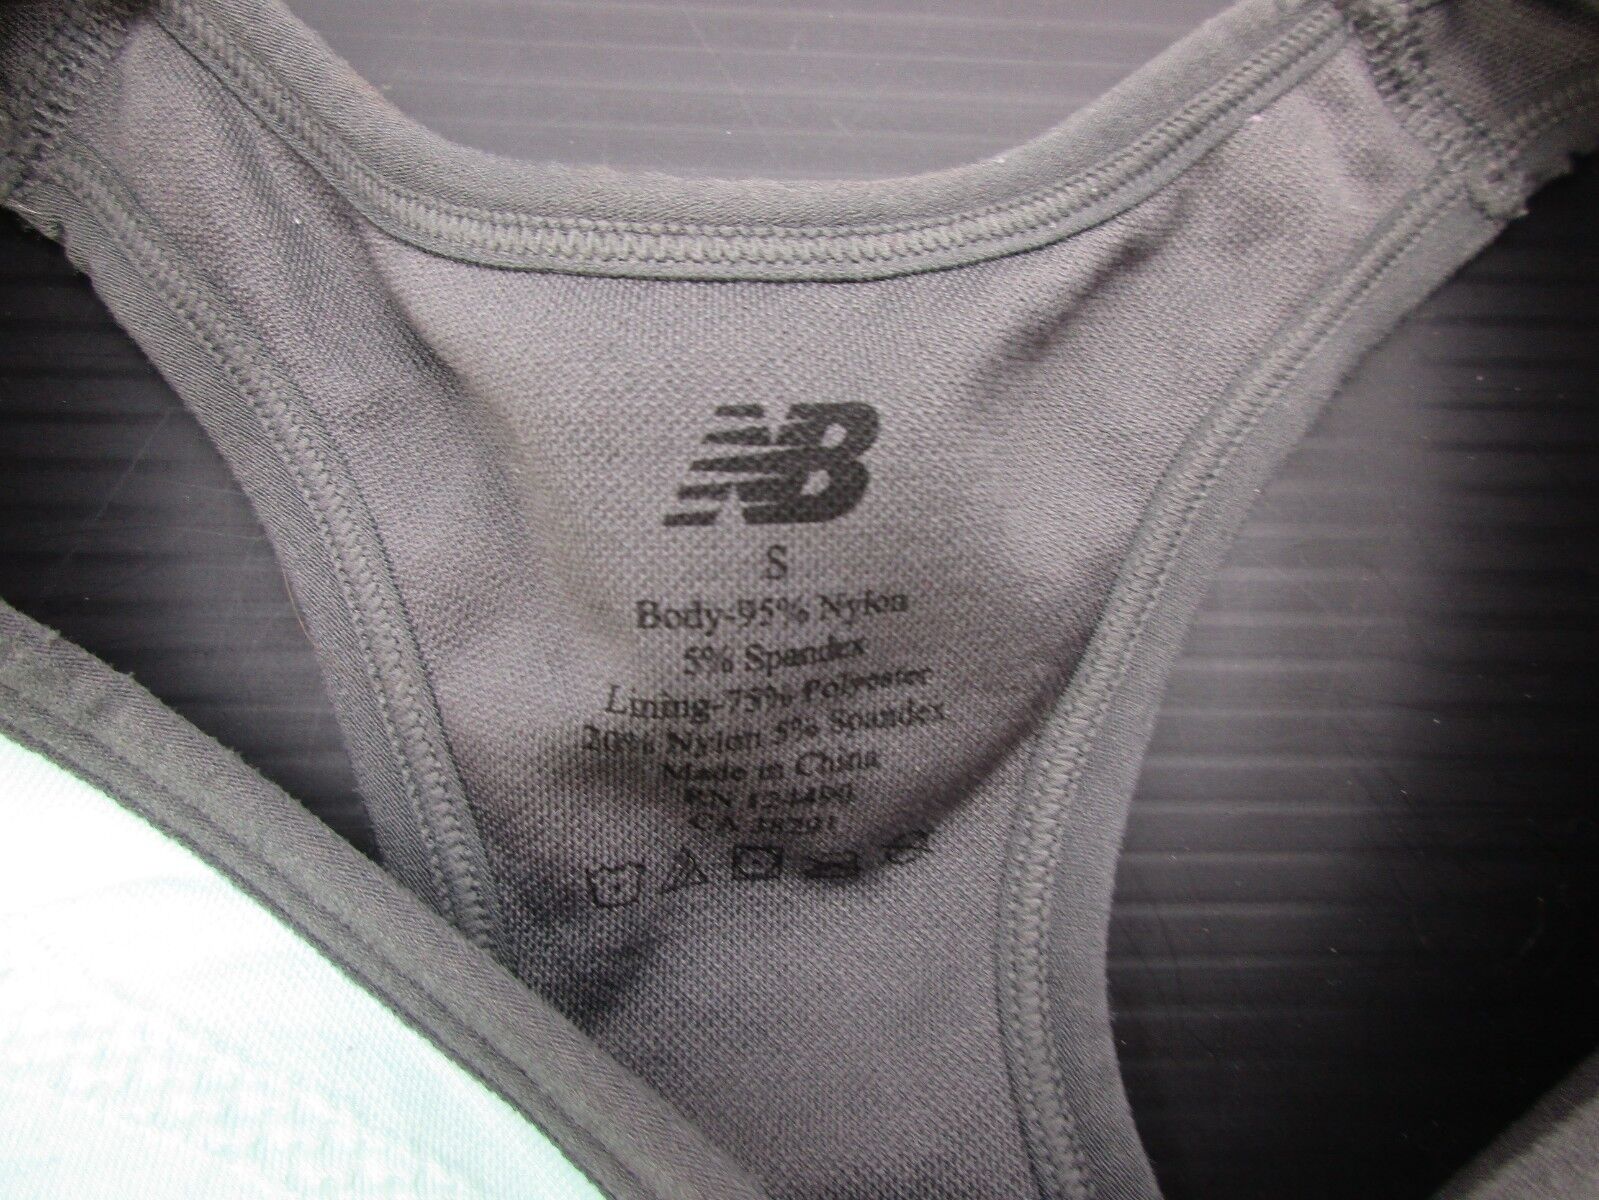 NB
S
Body-95% Nylon
5% Spandex
Lining-75% Polyester
20% Nylon 5% Spandex
Made in China